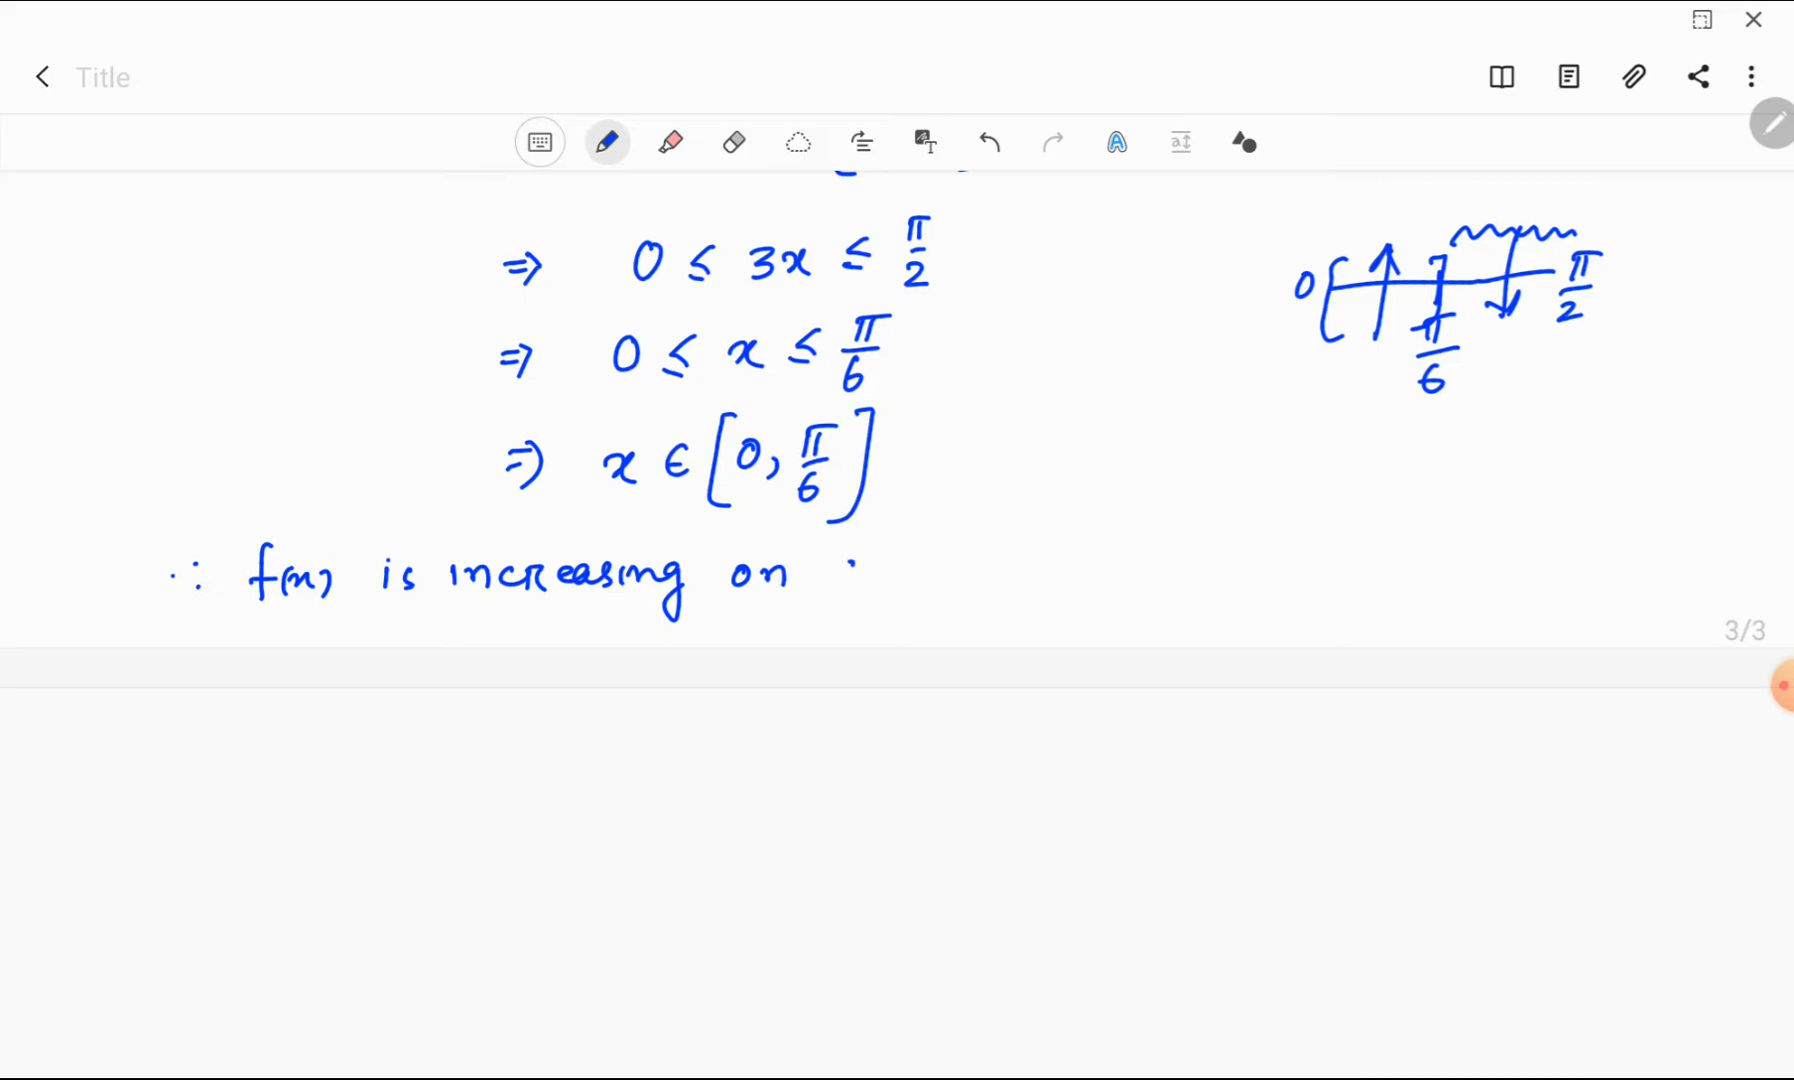 Title
⇒ 0 ≤ 3x ≤ π/2
⇒ 0 ≤ x ≤ π/6
⇒ x ∈ [0, π/6]
∴ f(x) is increasing on
0 [ π/6 π/2
3/3